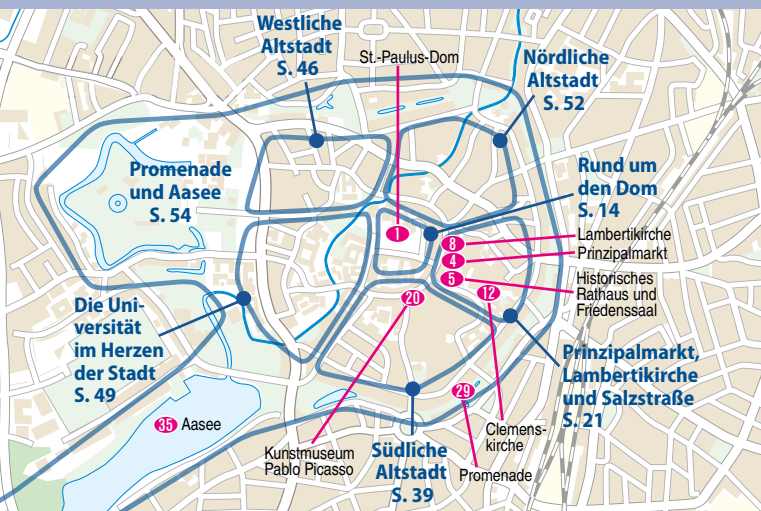 Westliche
Altstadt
S. 46
St.-Paulus-Dom
Nördliche
Altstadt
S. 52
Promenade
und Aasee
S. 54
Rund um
den Dom
S. 14
1
8
Lambertikirche
4
Prinzipalmarkt
5
Historisches
Rathaus und
Friedenssaal
20
12
Die Uni-
versität
im Herzen
der Stadt
S. 49
Prinzipalmarkt,
Lambertikirche
und Salzstraße
S. 21
29
35 Aasee
Clemens-
kirche
Kunstmuseum
Pablo Picasso
Südliche
Altstadt
S. 39
Promenade